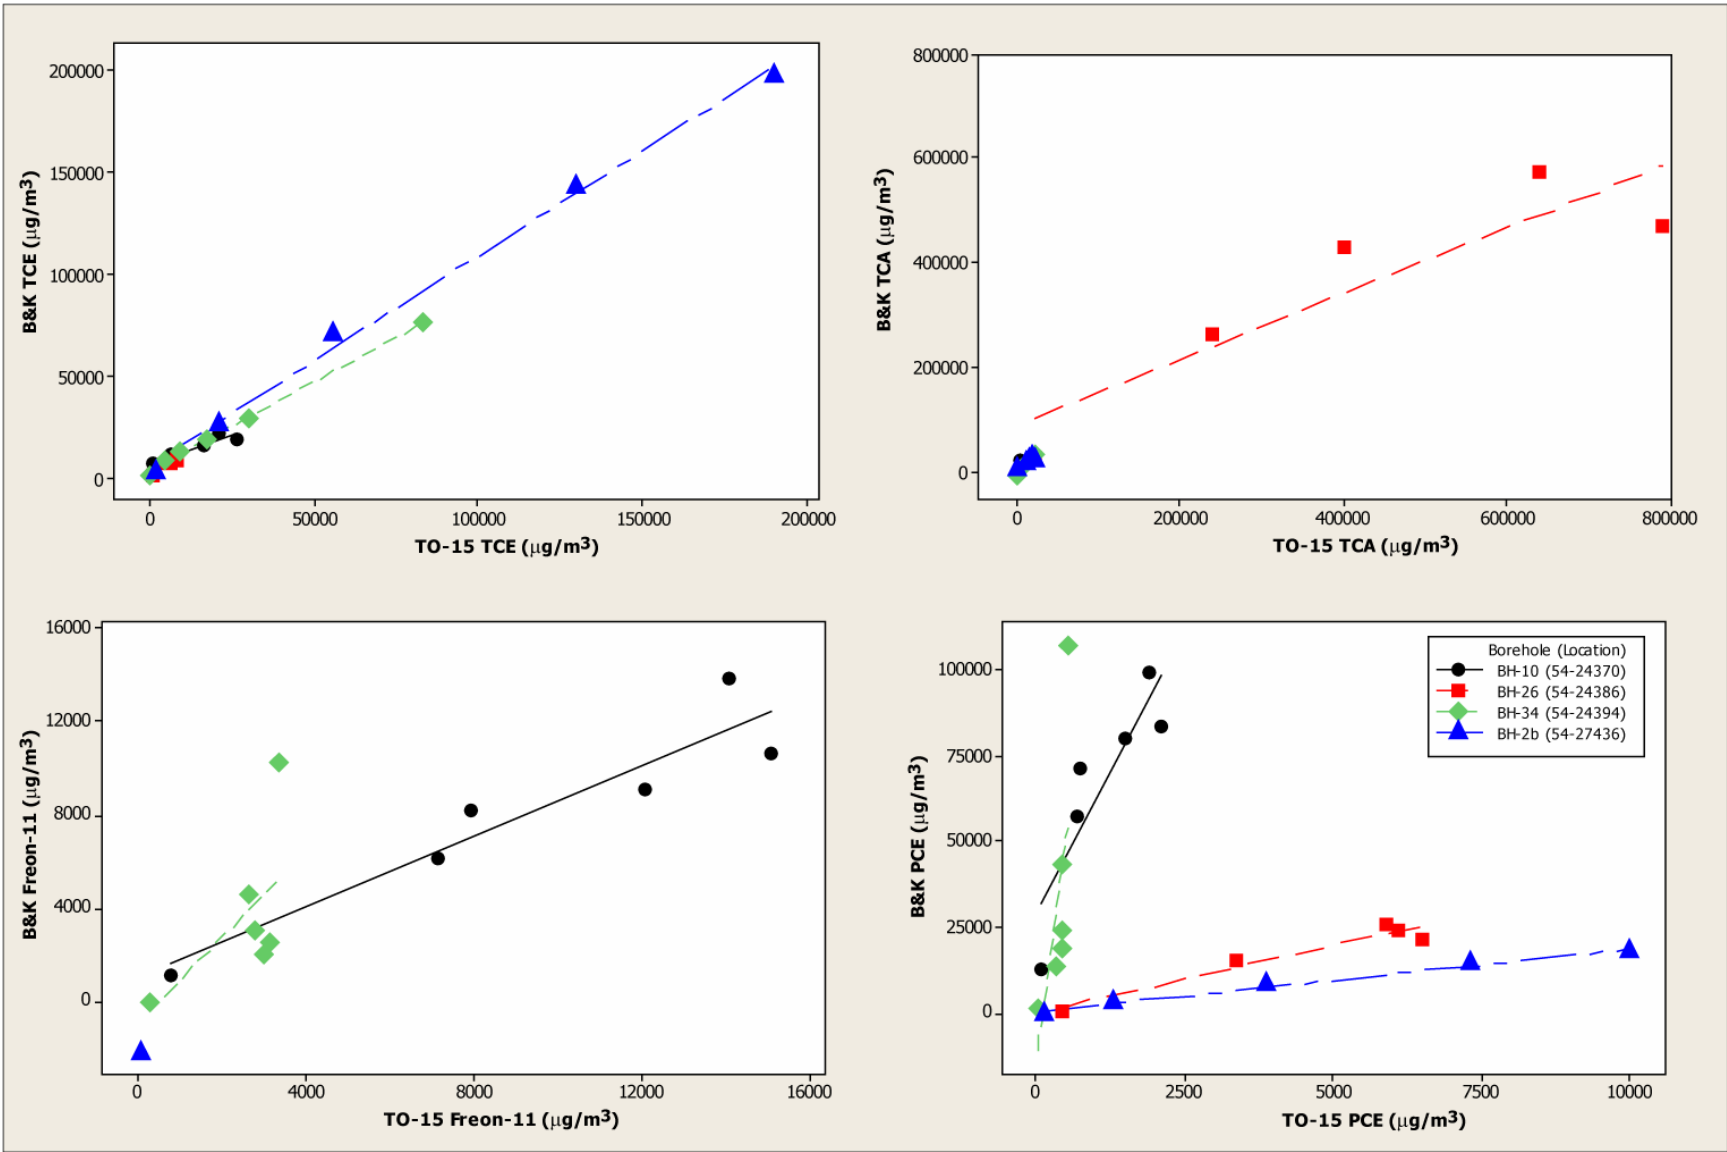 200000
150000
100000
50000
0
B&K TCE (µg/m³)
0 50000 100000 150000 200000
TO-15 TCE (µg/m³)
800000
600000
400000
200000
0
B&K TCA (µg/m³)
0 200000 400000 600000 800000
TO-15 TCA (µg/m³)
16000
12000
8000
4000
0
B&K Freon-11 (µg/m³)
0 4000 8000 12000 16000
TO-15 Freon-11 (µg/m³)
100000
75000
50000
25000
0
B&K PCE (µg/m³)
Borehole (Location)
BH-10 (54-24370)
BH-26 (54-24386)
BH-34 (54-24394)
BH-2b (54-27436)
0 2500 5000 7500 10000
TO-15 PCE (µg/m³)